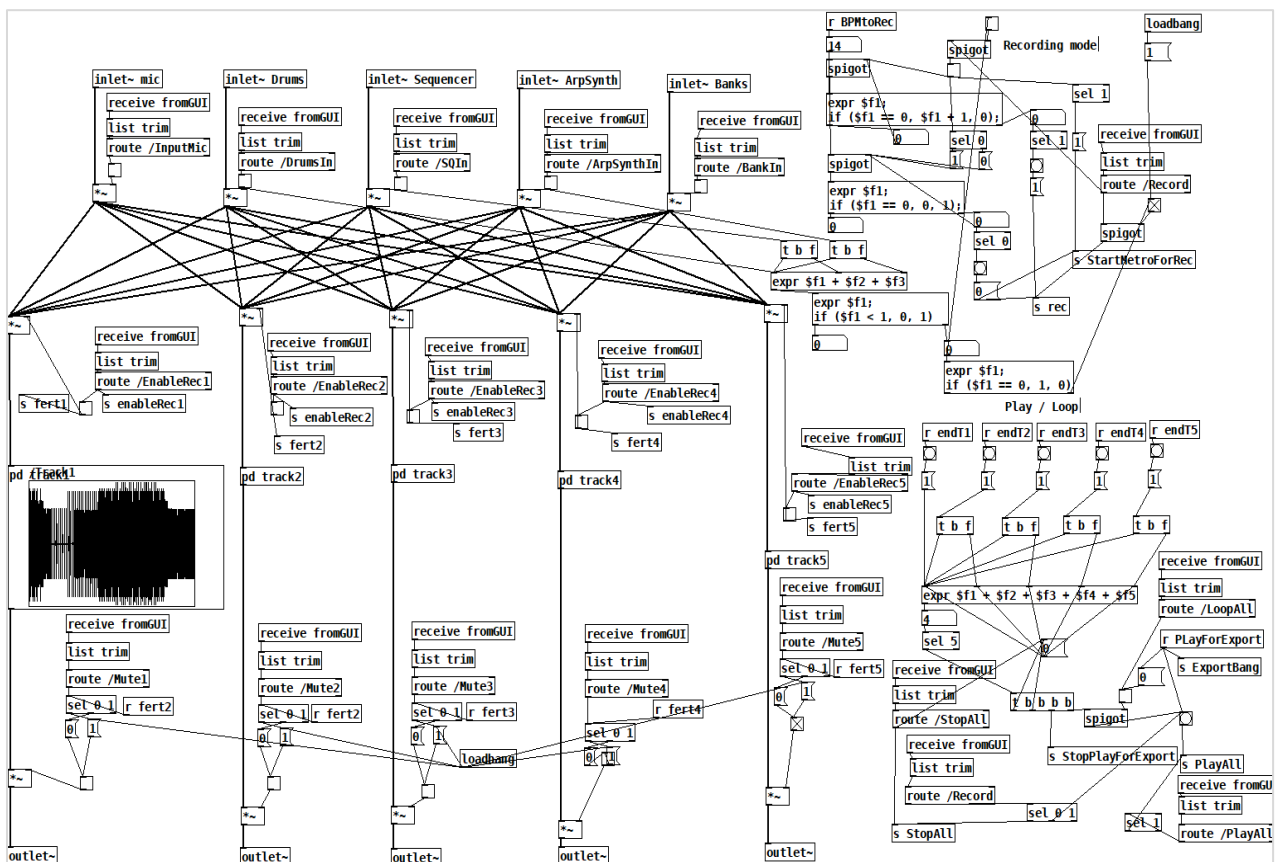 inlet~ mic
receive fromGUI
list trim
route /InputMic
*~
inlet~ Drums
receive fromGUI
list trim
route /DrumsIn
*~
inlet~ Sequencer
receive fromGUI
list trim
route /SQIn
*~
inlet~ ArpSynth
receive fromGUI
list trim
route /ArpSynthIn
*~
inlet~ Banks
receive fromGUI
list trim
route /BankIn
*~
r BPMtoRec
14
spigot
expr $f1;
if ($f1 == 0, $f1 + 1, 0);
0
spigot
expr $f1;
if ($f1 == 0, 0, 1);
0
spigot
Recording mode
sel 0
1
0
0
sel 1
1
sel 1
1
0
sel 0
0
loadbang
1
receive fromGUI
list trim
route /Record
spigot
s StartMetroForRec
s rec
t b f
t b f
expr $f1 + $f2 + $f3
expr $f1;
if ($f1 < 1, 0, 1)
0
0
expr $f1;
if ($f1 == 0, 1, 0)
*~
receive fromGUI
list trim
route /EnableRec1
s fert1
s enableRec1
*~
receive fromGUI
list trim
route /EnableRec2
s enableRec2
s fert2
*~
receive fromGUI
list trim
route /EnableRec3
s enableRec3
s fert3
*~
receive fromGUI
list trim
route /EnableRec4
s enableRec4
s fert4
*~
receive fromGUI
list trim
route /EnableRec5
s enableRec5
s fert5
pd track1
/Track1
pd track2
pd track3
pd track4
pd track5
receive fromGUI
list trim
route /Mute1
sel 0 1
r fert2
0
1
*~
outlet~
receive fromGUI
list trim
route /Mute2
sel 0 1
r fert2
0
1
*~
outlet~
receive fromGUI
list trim
route /Mute3
sel 0 1
r fert3
0
1
loadbang
*~
outlet~
receive fromGUI
list trim
route /Mute4
r fert4
sel 0 1
0
1
*~
outlet~
receive fromGUI
list trim
route /Mute5
sel 0 1
r fert5
0
1
*~
outlet~
Play / Loop
r endT1
r endT2
r endT3
r endT4
r endT5
1
1
1
1
1
t b f
t b f
t b f
t b f
expr $f1 + $f2 + $f3 + $f4 + $f5
4
sel 5
0
t b b b b
receive fromGUI
list trim
route /StopAll
receive fromGUI
list trim
route /Record
sel 0 1
s StopAll
s StopPlayForExport
receive fromGUI
list trim
route /LoopAll
r PLayForExport
s ExportBang
0
spigot
s PlayAll
receive fromGU
list trim
route /PlayAll
sel 1